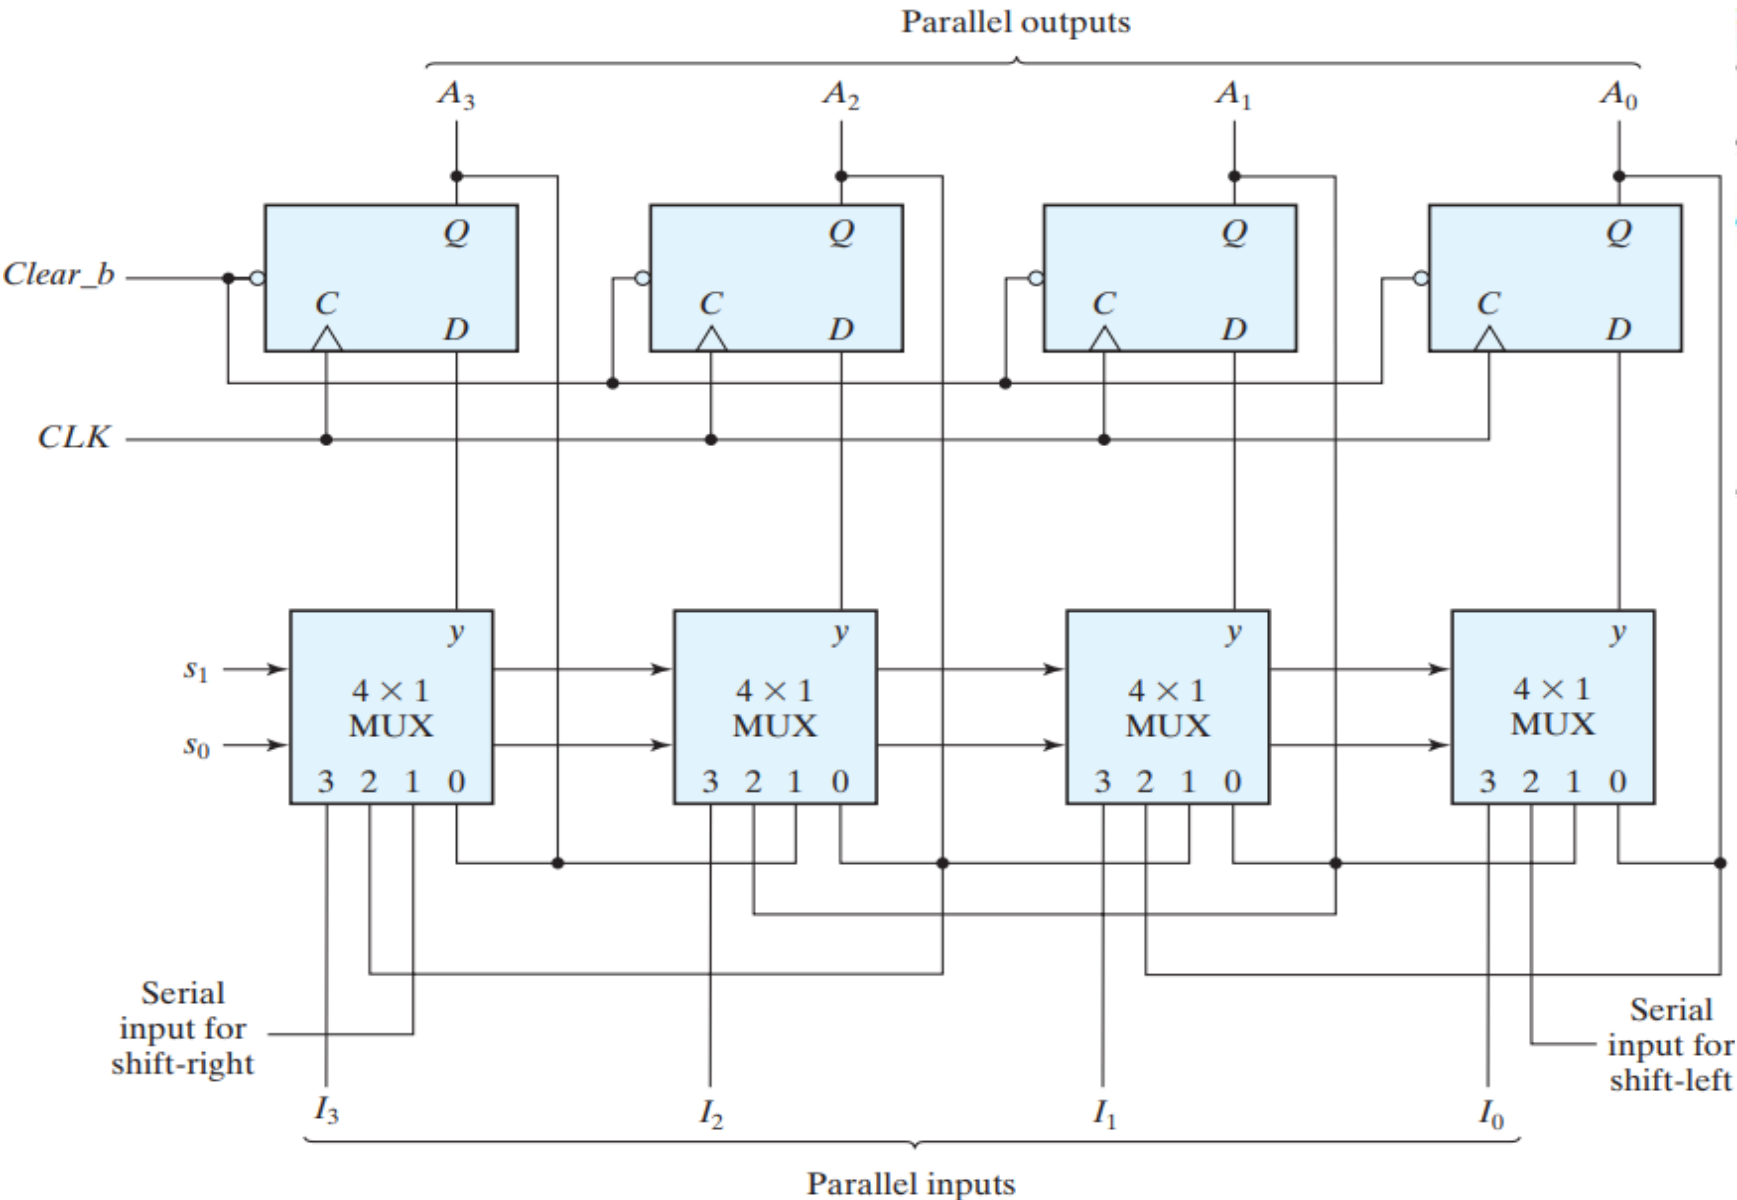 Parallel outputs
A₃ A₂ A₁ A₀
Q Q Q Q
Clear_b
C C C C
D D D D
CLK
y y y y
s₁
4 × 1 4 × 1 4 × 1 4 × 1
MUX MUX MUX MUX
s₀
3 2 1 0 3 2 1 0 3 2 1 0 3 2 1 0
Serial
input for
shift-right
Serial
input for
shift-left
I₃ I₂ I₁ I₀
Parallel inputs